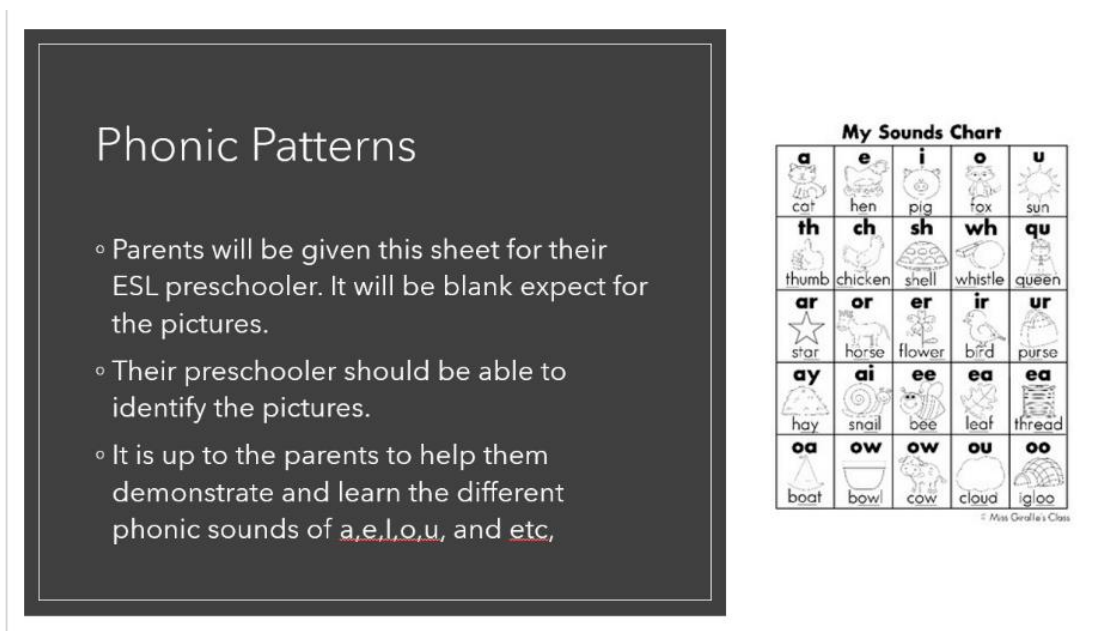 Phonic Patterns
Parents will be given this sheet for their
ESL preschooler. It will be blank expect for
the pictures.
Their preschooler should be able to
identify the pictures.
It is up to the parents to help them
demonstrate and learn the different
phonic sounds of a,e,l,o,u, and etc,
My Sounds Chart
a e i o u
cat hen pig fox sun
th ch sh wh qu
thumb chicken shell whistle queen
ar or er ir ur
star horse flower bird purse
ay ai ee ea ea
hay snail bee leaf thread
oa ow ow ou oo
boat bowl cow cloud igloo
© Miss Giraffe's Class